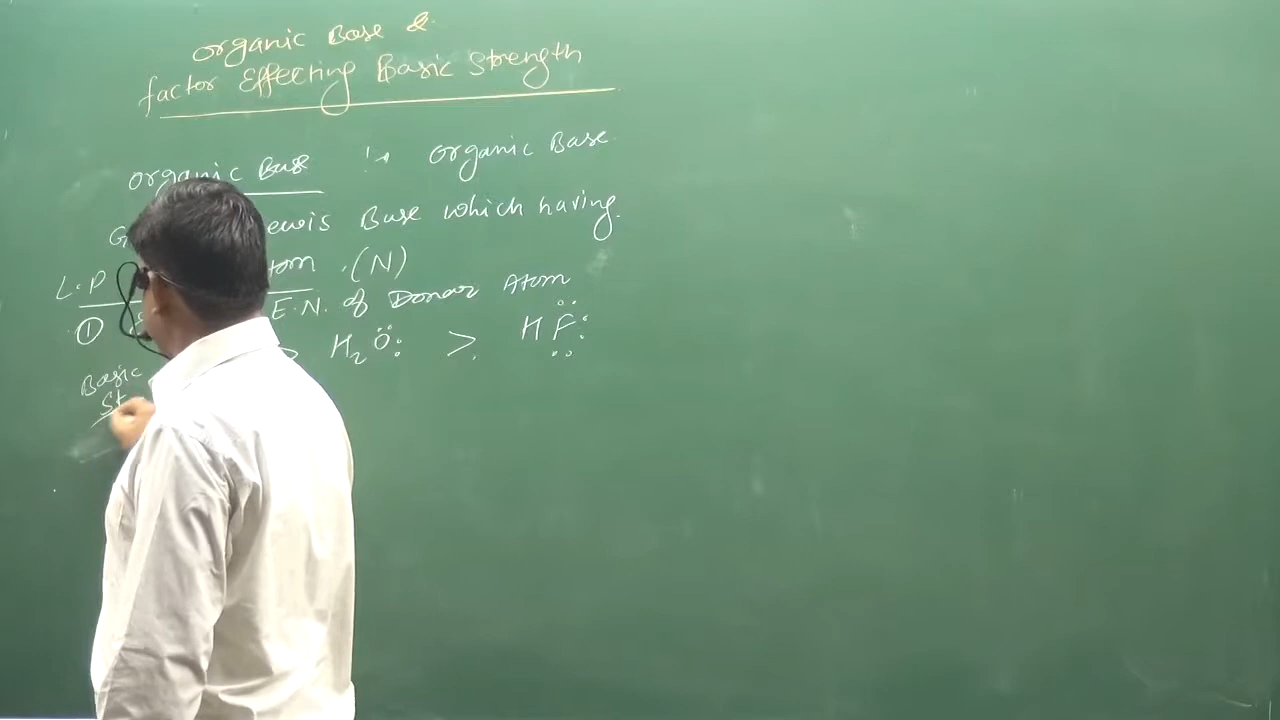 organic Base &
factor Effecting Basic Strength
organic Base :→ organic Base
Lewis Base which having
L.P Atom (N)
① E.N. of Donar Atom
> H₂O > HF
Basic
St